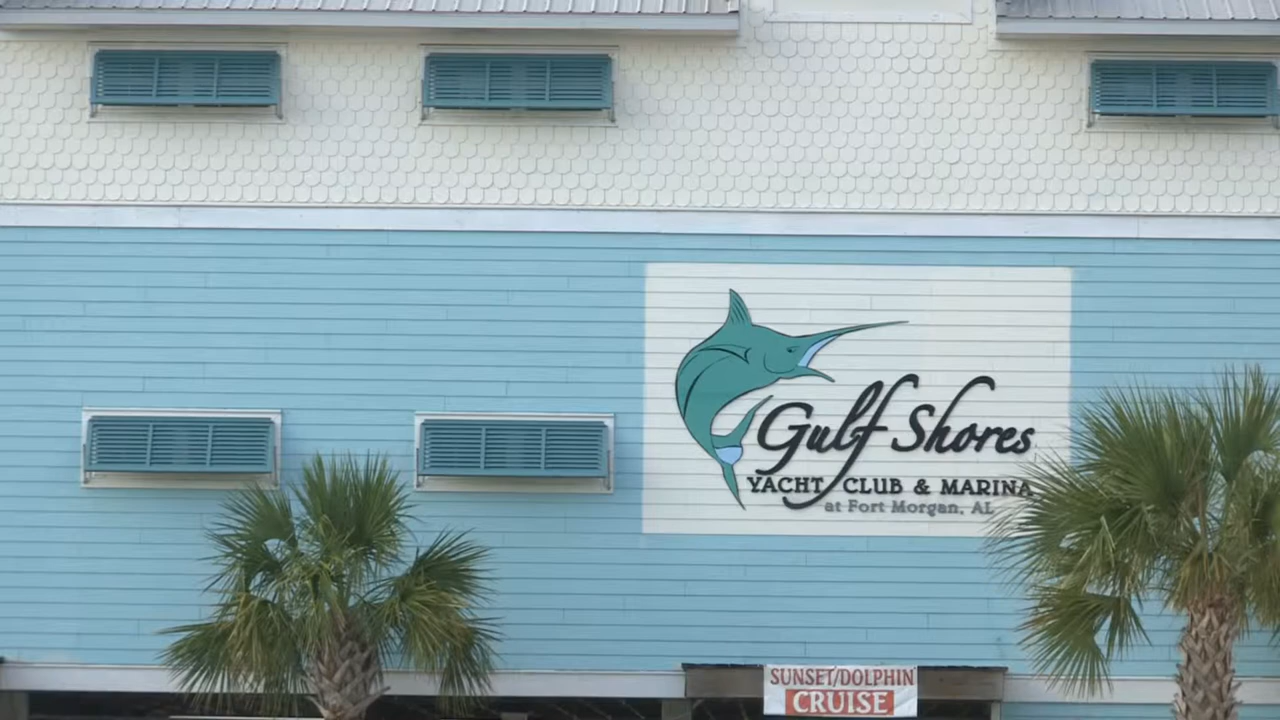 Gulf Shores
YACHT CLUB & MARINA
at Fort Morgan, AL
SUNSET/DOLPHIN
CRUISE